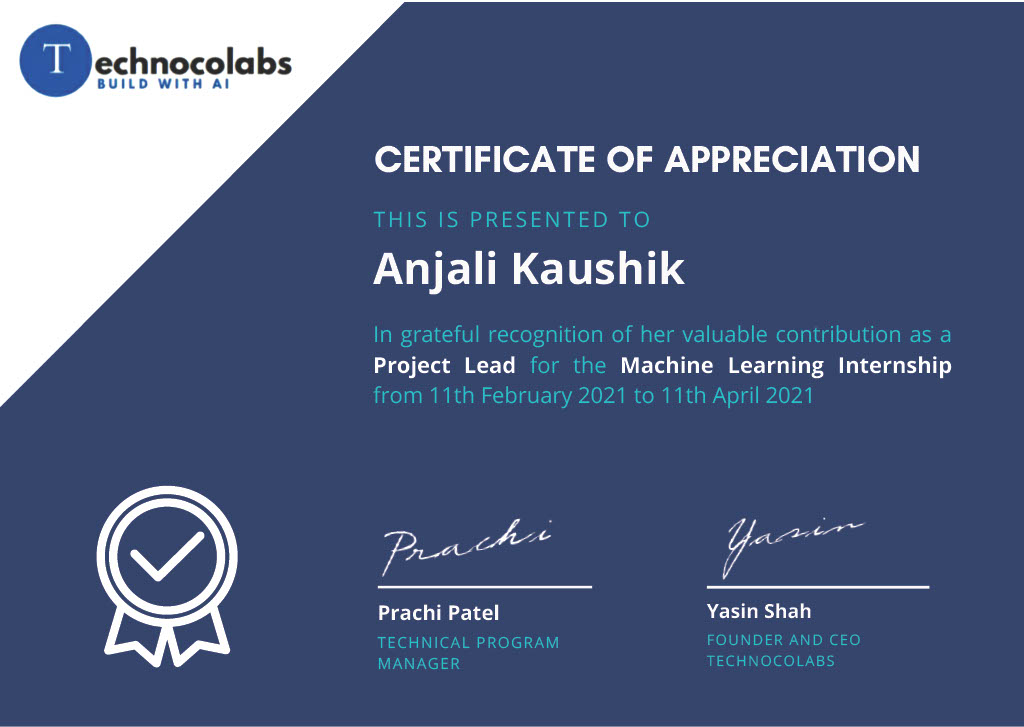 Technocolabs
BUILD WITH AI
CERTIFICATE OF APPRECIATION
THIS IS PRESENTED TO
Anjali Kaushik
In grateful recognition of her valuable contribution as a
Project Lead for the Machine Learning Internship
from 11th February 2021 to 11th April 2021
Prachi
Prachi Patel
TECHNICAL PROGRAM
MANAGER
Yasin
Yasin Shah
FOUNDER AND CEO
TECHNOCOLABS